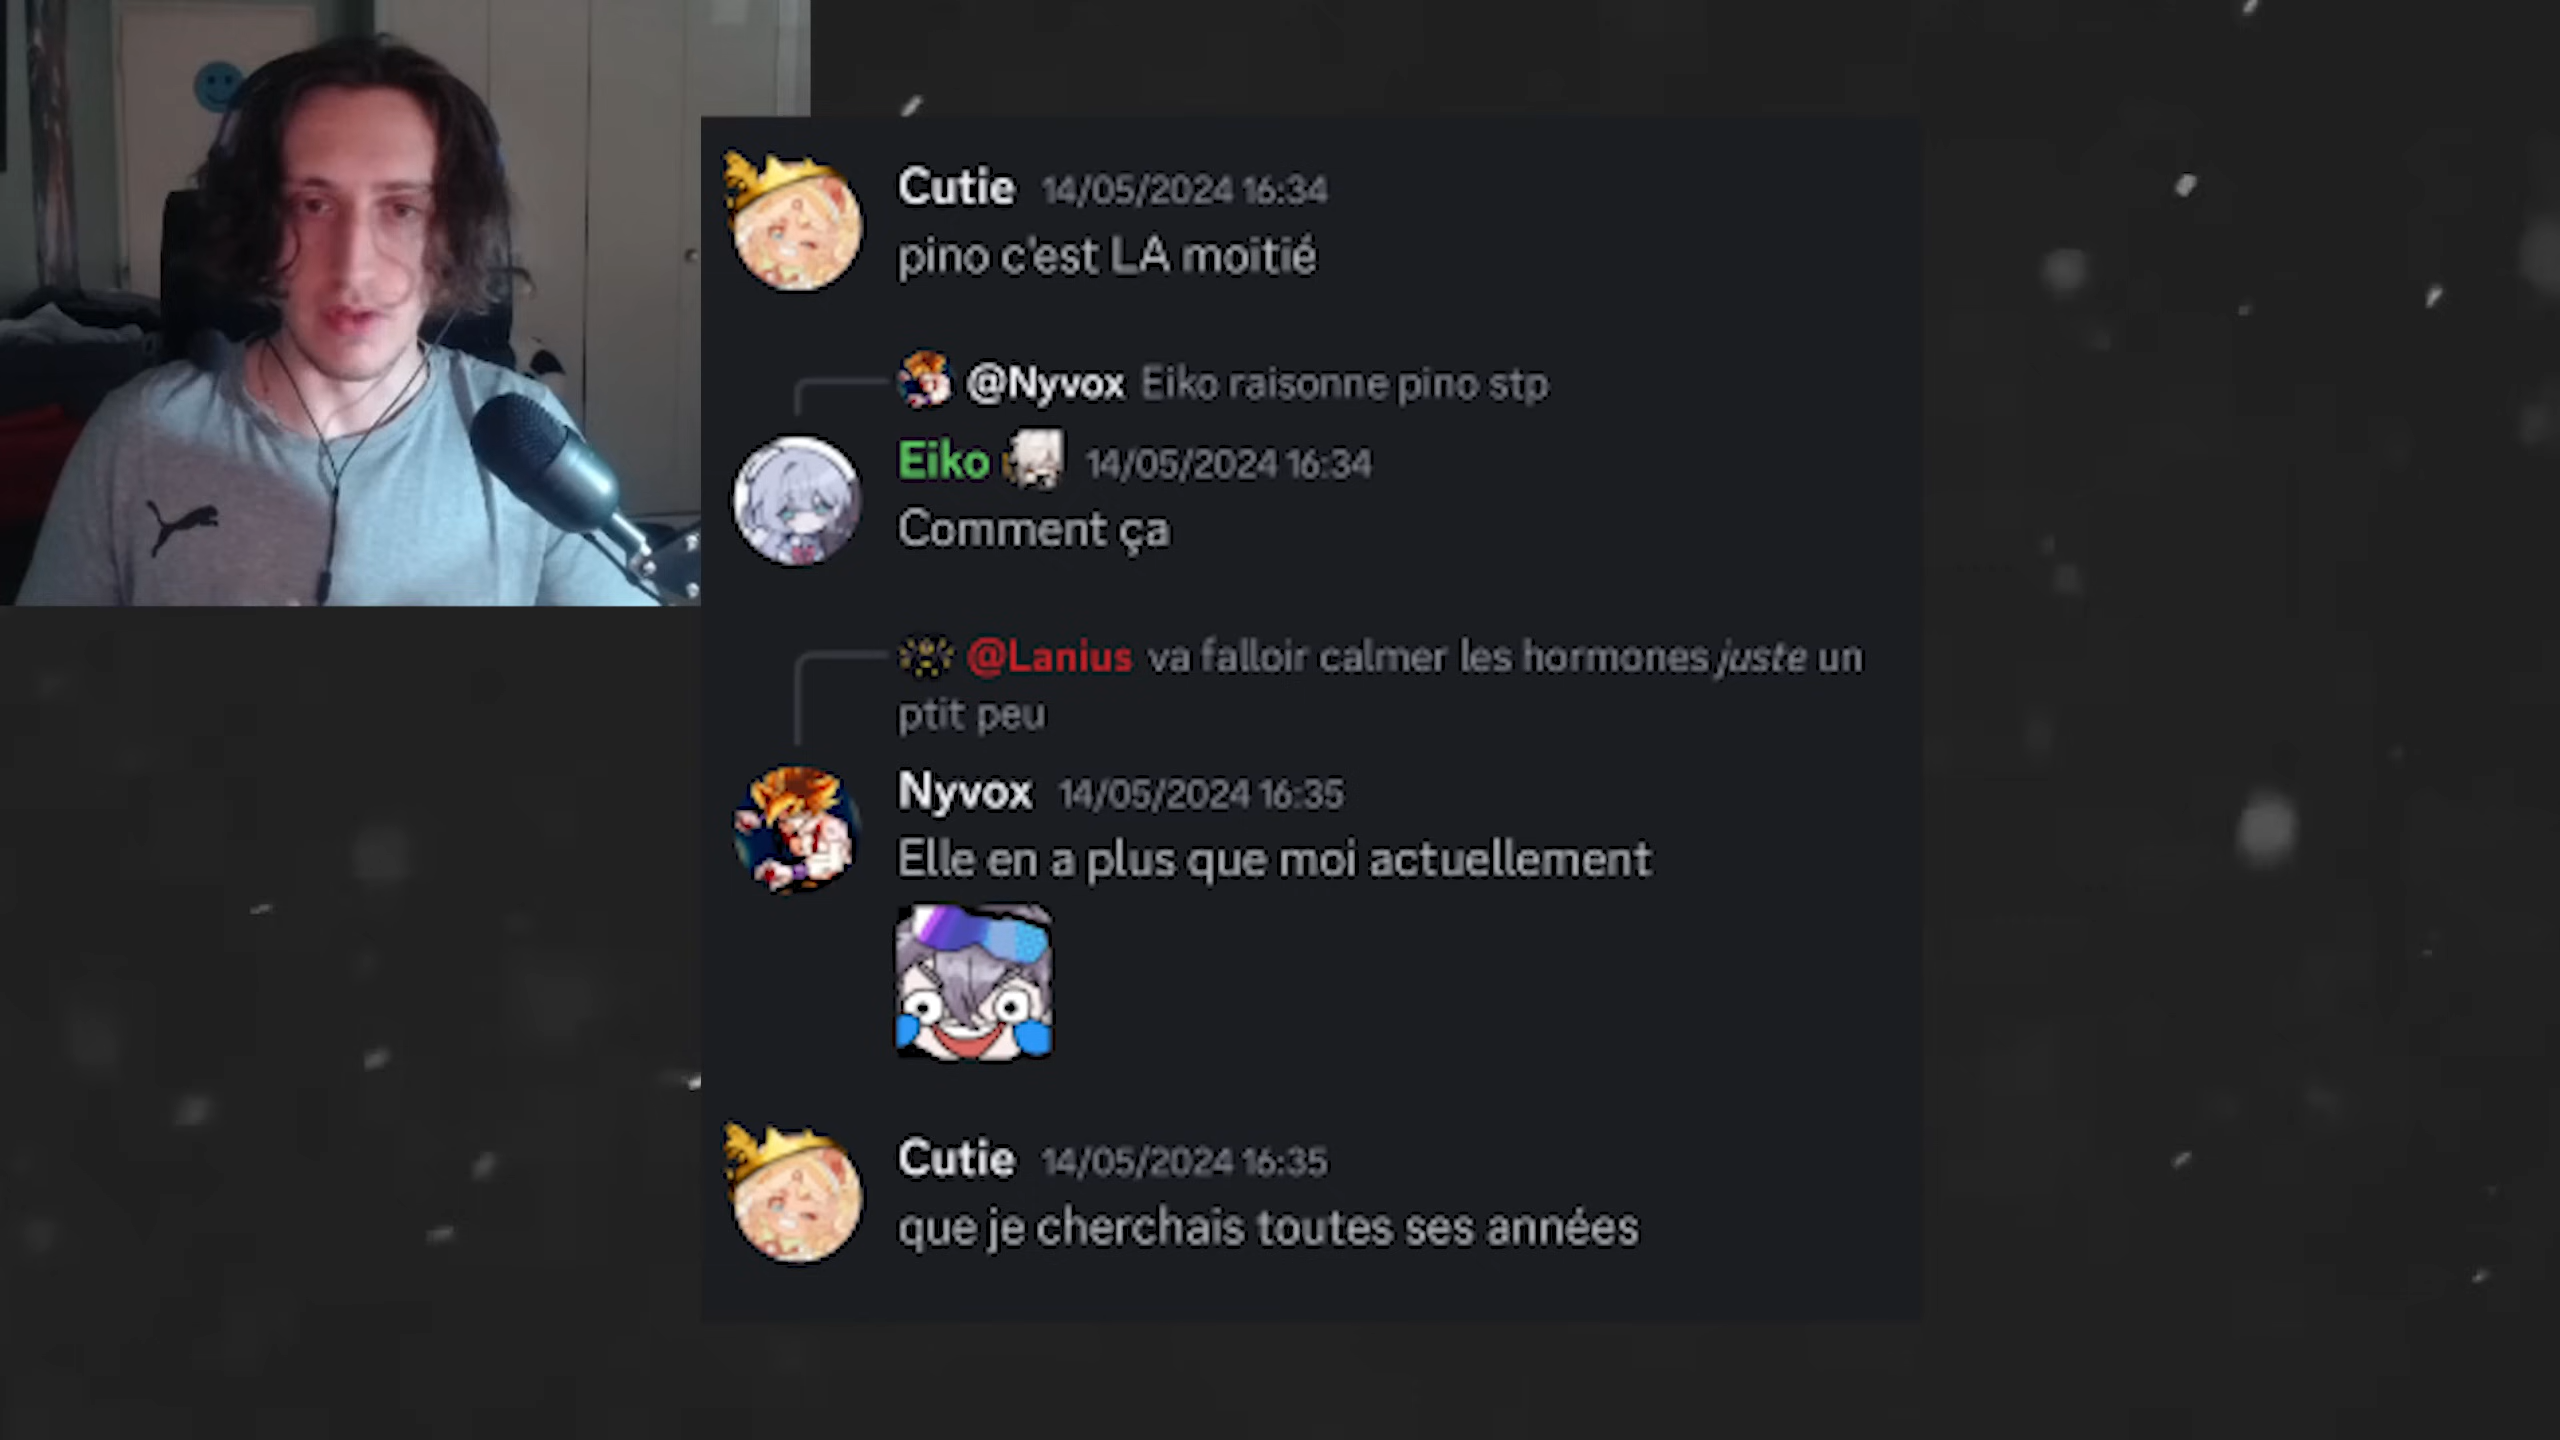 Cutie 14/05/2024 16:34
pino c'est LA moitié
@Nyvox Eiko raisonne pino stp
Eiko 14/05/2024 16:34
Comment ça
@Lanius va falloir calmer les hormones juste un
ptit peu
Nyvox 14/05/2024 16:35
Elle en a plus que moi actuellement
Cutie 14/05/2024 16:35
que je cherchais toutes ses années